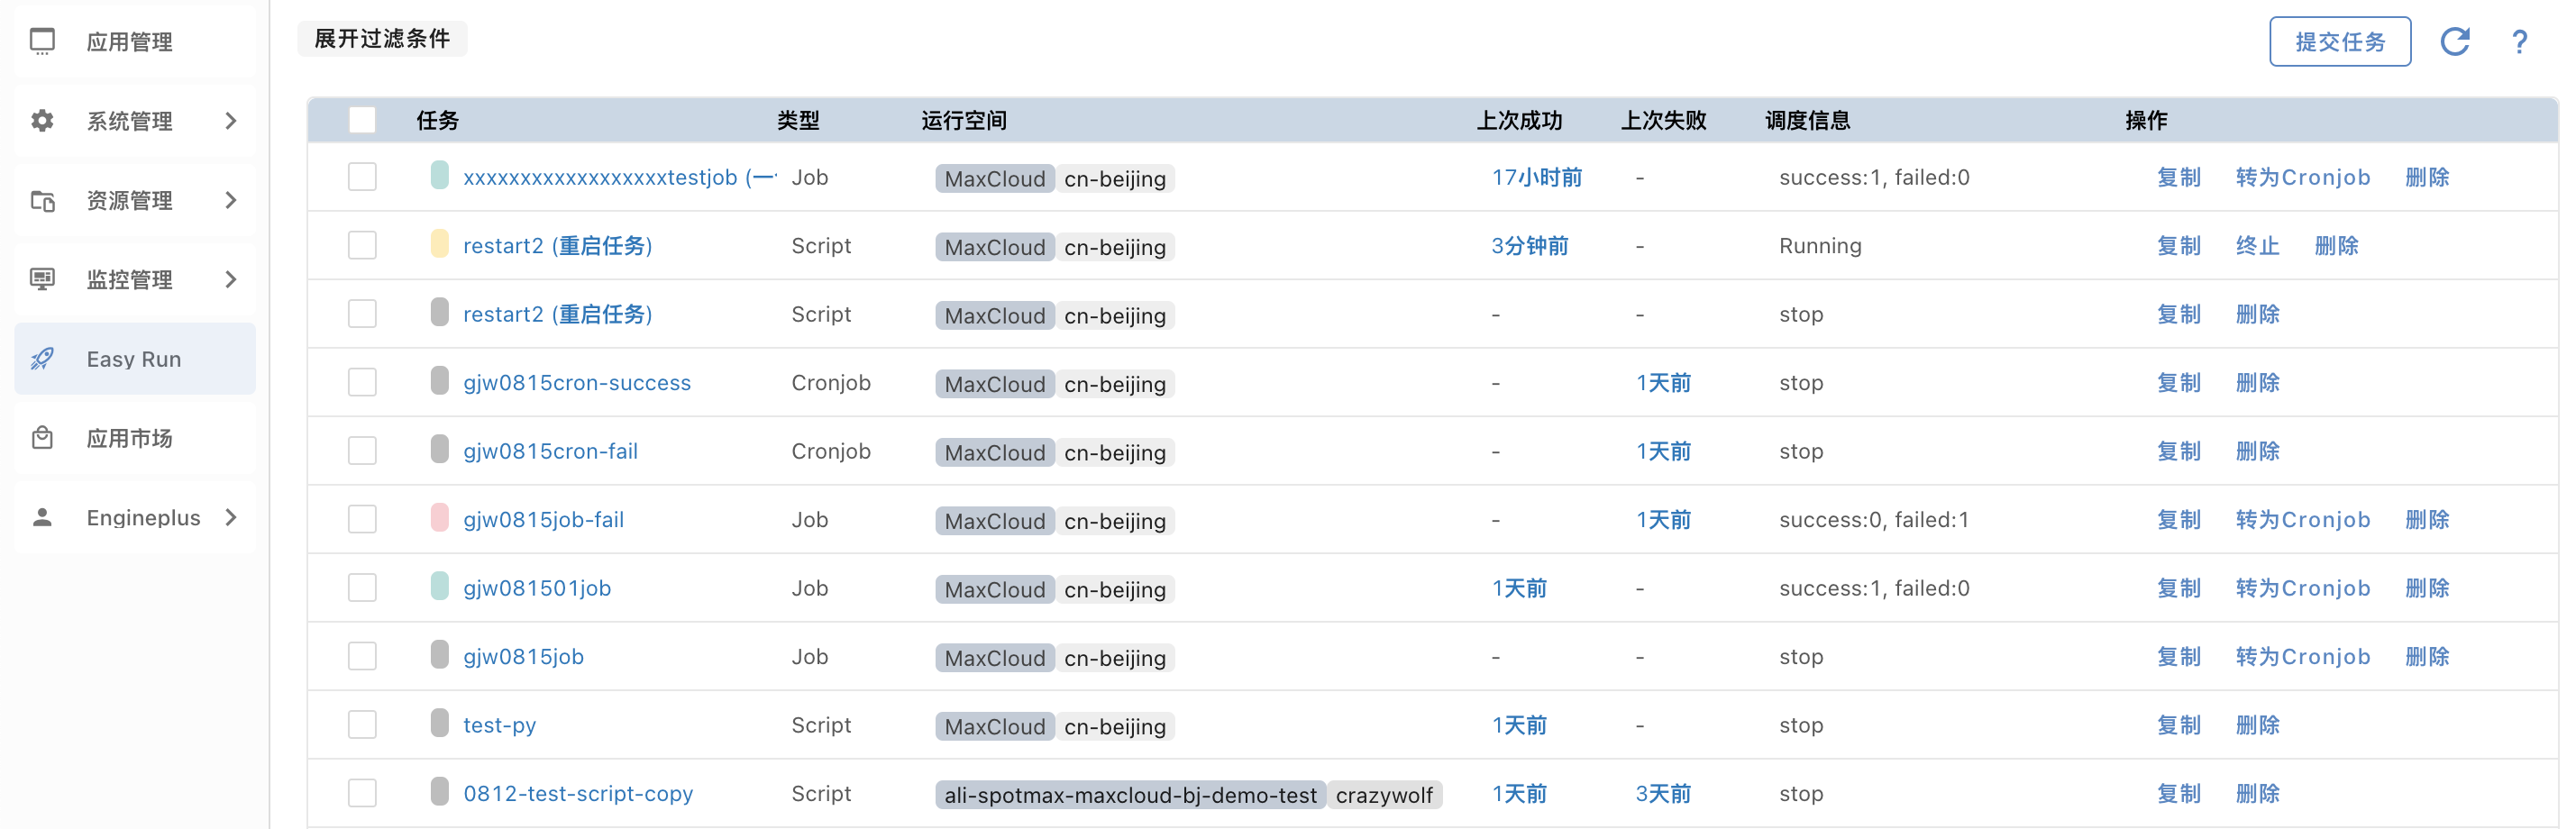 应用管理
系统管理
资源管理
监控管理
Easy Run
应用市场
Engineplus
展开过滤条件
提交任务
?
任务 类型 运行空间 上次成功 上次失败 调度信息 操作
xxxxxxxxxxxxxxxxxxtestjob (一 Job MaxCloud cn-beijing 17小时前 - success:1, failed:0 复制 转为Cronjob 删除
restart2 (重启任务) Script MaxCloud cn-beijing 3分钟前 - Running 复制 终止 删除
restart2 (重启任务) Script MaxCloud cn-beijing - - stop 复制 删除
gjw0815cron-success Cronjob MaxCloud cn-beijing - 1天前 stop 复制 删除
gjw0815cron-fail Cronjob MaxCloud cn-beijing - 1天前 stop 复制 删除
gjw0815job-fail Job MaxCloud cn-beijing - 1天前 success:0, failed:1 复制 转为Cronjob 删除
gjw081501job Job MaxCloud cn-beijing 1天前 - success:1, failed:0 复制 转为Cronjob 删除
gjw0815job Job MaxCloud cn-beijing - - stop 复制 转为Cronjob 删除
test-py Script MaxCloud cn-beijing 1天前 - stop 复制 删除
0812-test-script-copy Script ali-spotmax-maxcloud-bj-demo-test crazywolf 1天前 3天前 stop 复制 删除